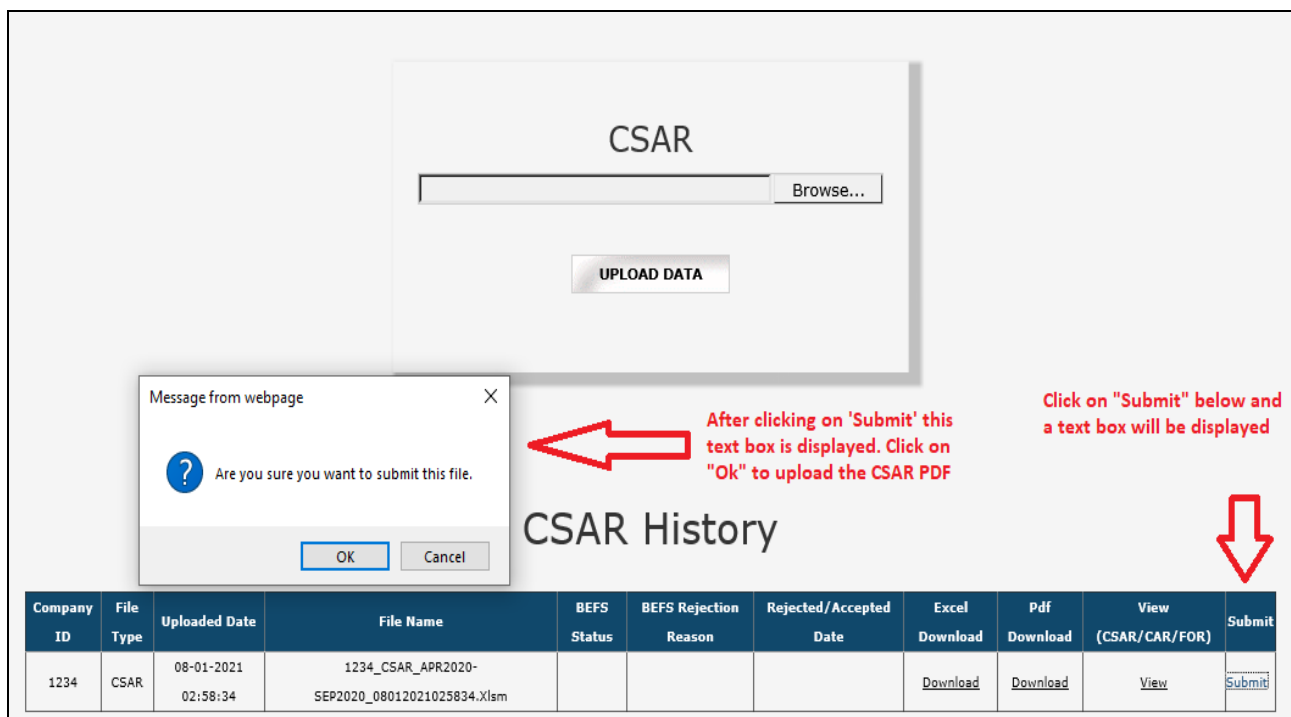 CSAR
Browse...
UPLOAD DATA
Message from webpage
Are you sure you want to submit this file.
OK
Cancel
After clicking on 'Submit' this
text box is displayed. Click on
"Ok" to upload the CSAR PDF
Click on "Submit" below and
a text box will be displayed
CSAR History
Company ID File Type Uploaded Date File Name BEFS Status BEFS Rejection Reason Rejected/Accepted Date Excel Download Pdf Download View (CSAR/CAR/FOR) Submit
1234 CSAR 08-01-2021 02:58:34 1234_CSAR_APR2020-SEP2020_08012021025834.Xlsm Download Download View Submit